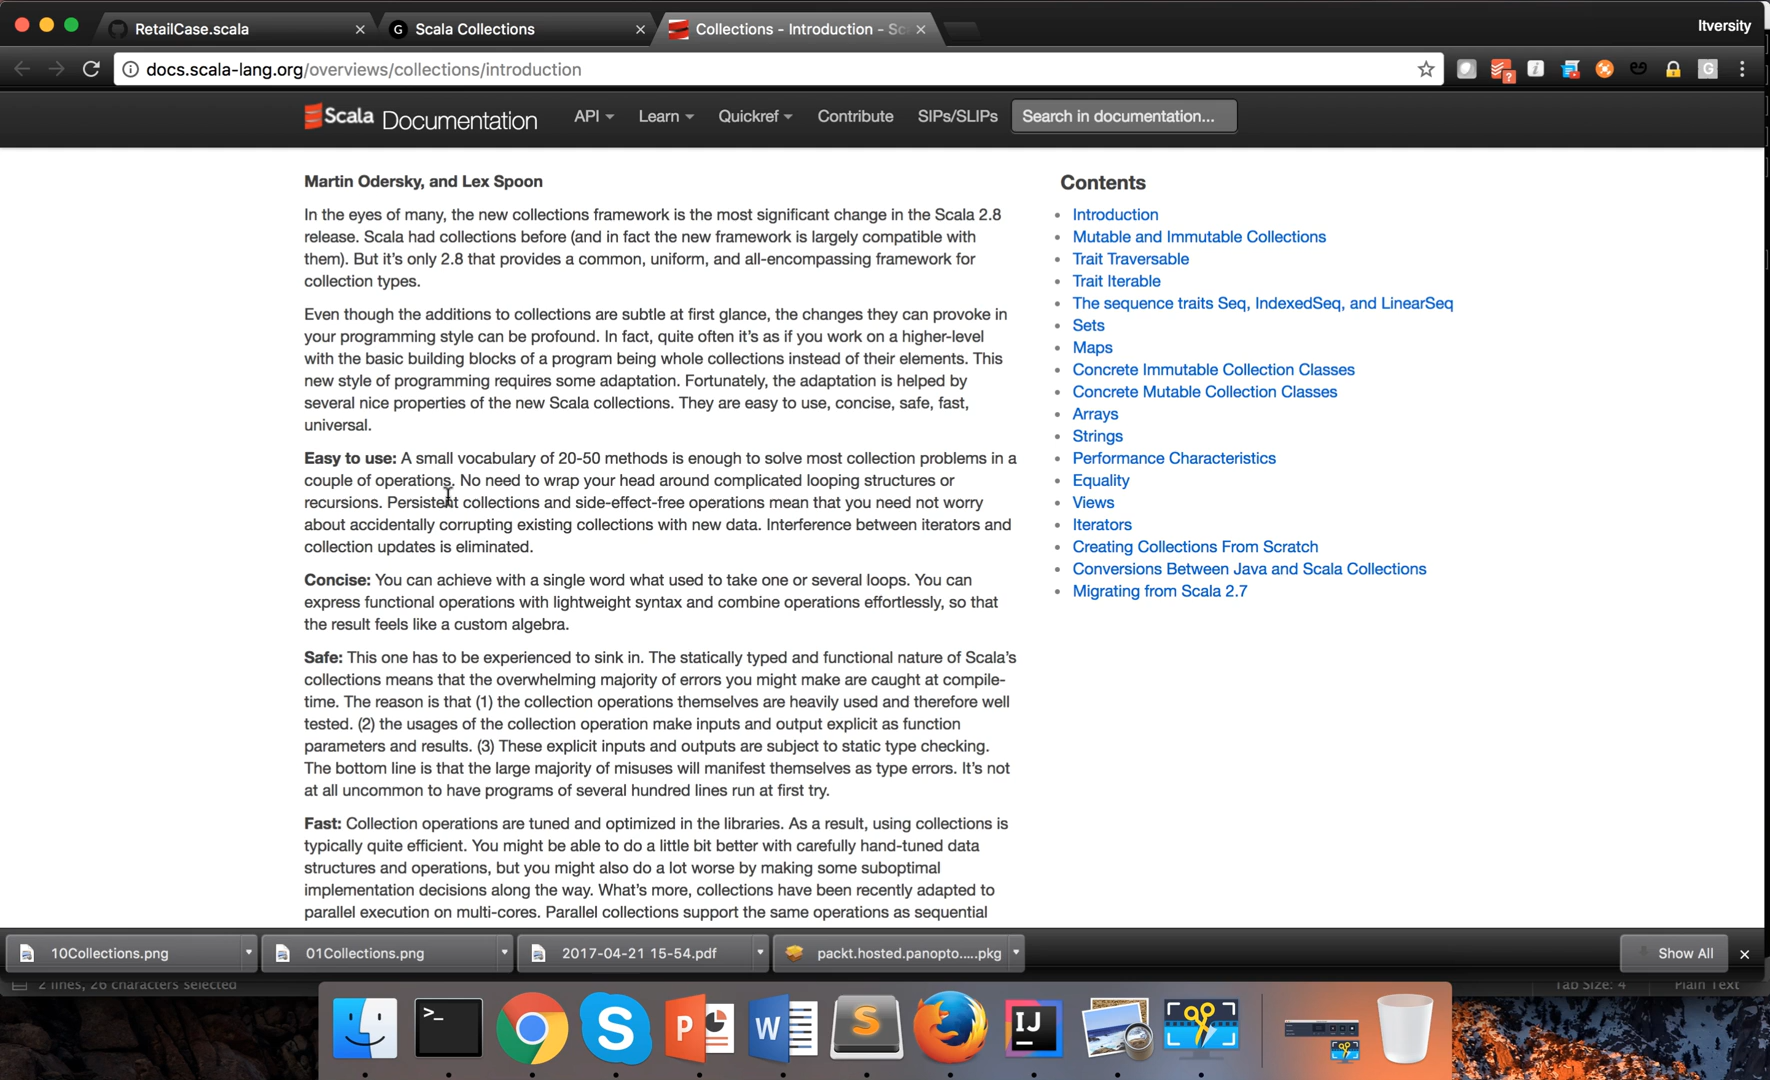 RetailCase.scala
Scala Collections
Collections - Introduction - Sc
Itversity
docs.scala-lang.org/overviews/collections/introduction
Scala Documentation
API
Learn
Quickref
Contribute
SIPs/SLIPs
Search in documentation...
Martin Odersky, and Lex Spoon
In the eyes of many, the new collections framework is the most significant change in the Scala 2.8
release. Scala had collections before (and in fact the new framework is largely compatible with
them). But it's only 2.8 that provides a common, uniform, and all-encompassing framework for
collection types.
Even though the additions to collections are subtle at first glance, the changes they can provoke in
your programming style can be profound. In fact, quite often it's as if you work on a higher-level
with the basic building blocks of a program being whole collections instead of their elements. This
new style of programming requires some adaptation. Fortunately, the adaptation is helped by
several nice properties of the new Scala collections. They are easy to use, concise, safe, fast,
universal.
Easy to use: A small vocabulary of 20-50 methods is enough to solve most collection problems in a
couple of operations. No need to wrap your head around complicated looping structures or
recursions. Persistent collections and side-effect-free operations mean that you need not worry
about accidentally corrupting existing collections with new data. Interference between iterators and
collection updates is eliminated.
Concise: You can achieve with a single word what used to take one or several loops. You can
express functional operations with lightweight syntax and combine operations effortlessly, so that
the result feels like a custom algebra.
Safe: This one has to be experienced to sink in. The statically typed and functional nature of Scala's
collections means that the overwhelming majority of errors you might make are caught at compile-
time. The reason is that (1) the collection operations themselves are heavily used and therefore well
tested. (2) the usages of the collection operation make inputs and output explicit as function
parameters and results. (3) These explicit inputs and outputs are subject to static type checking.
The bottom line is that the large majority of misuses will manifest themselves as type errors. It's not
at all uncommon to have programs of several hundred lines run at first try.
Fast: Collection operations are tuned and optimized in the libraries. As a result, using collections is
typically quite efficient. You might be able to do a little bit better with carefully hand-tuned data
structures and operations, but you might also do a lot worse by making some suboptimal
implementation decisions along the way. What's more, collections have been recently adapted to
parallel execution on multi-cores. Parallel collections support the same operations as sequential
Contents
Introduction
Mutable and Immutable Collections
Trait Traversable
Trait Iterable
The sequence traits Seq, IndexedSeq, and LinearSeq
Sets
Maps
Concrete Immutable Collection Classes
Concrete Mutable Collection Classes
Arrays
Strings
Performance Characteristics
Equality
Views
Iterators
Creating Collections From Scratch
Conversions Between Java and Scala Collections
Migrating from Scala 2.7
10Collections.png
01Collections.png
2017-04-21 15-54.pdf
packt.hosted.panopto.....pkg
Show All
2 lines, 26 characters selected
Tab Size: 4
Plain Text